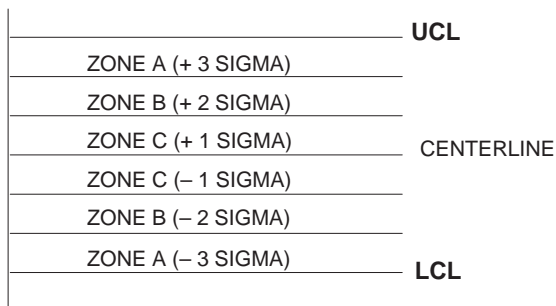 UCL
ZONE A (+ 3 SIGMA)
ZONE B (+ 2 SIGMA)
ZONE C (+ 1 SIGMA)
CENTERLINE
ZONE C (– 1 SIGMA)
ZONE B (– 2 SIGMA)
ZONE A (– 3 SIGMA)
LCL